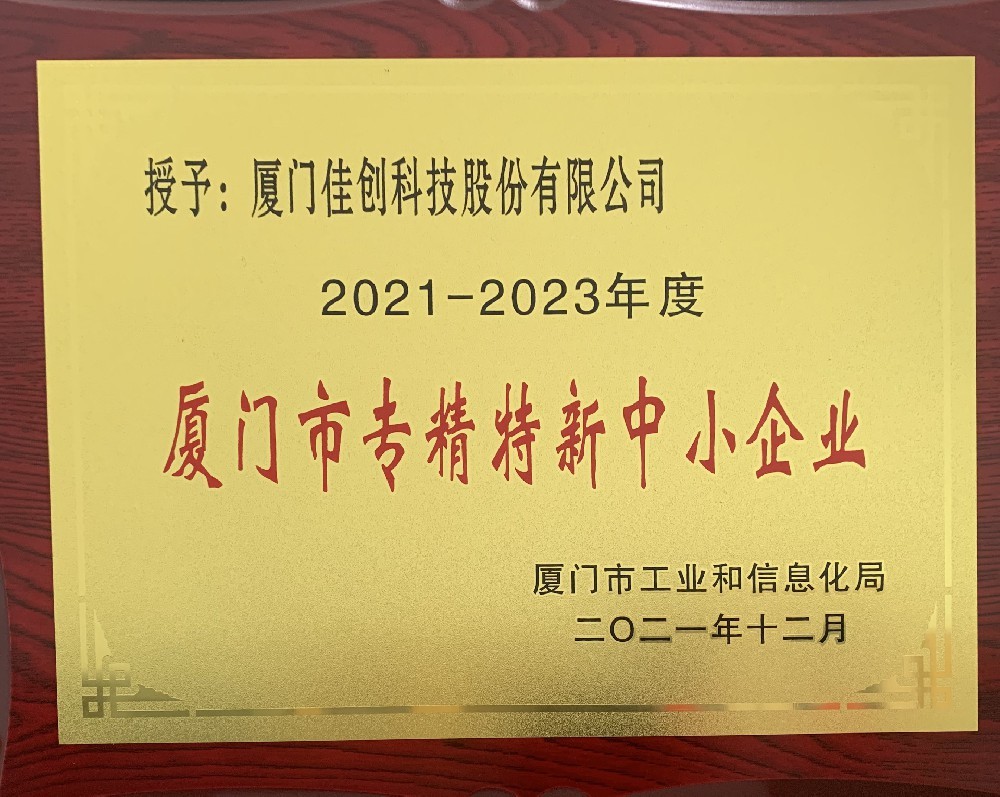 授予：厦门佳创科技股份有限公司
2021-2023年度
厦门市专精特新中小企业
厦门市工业和信息化局
二〇二一年十二月